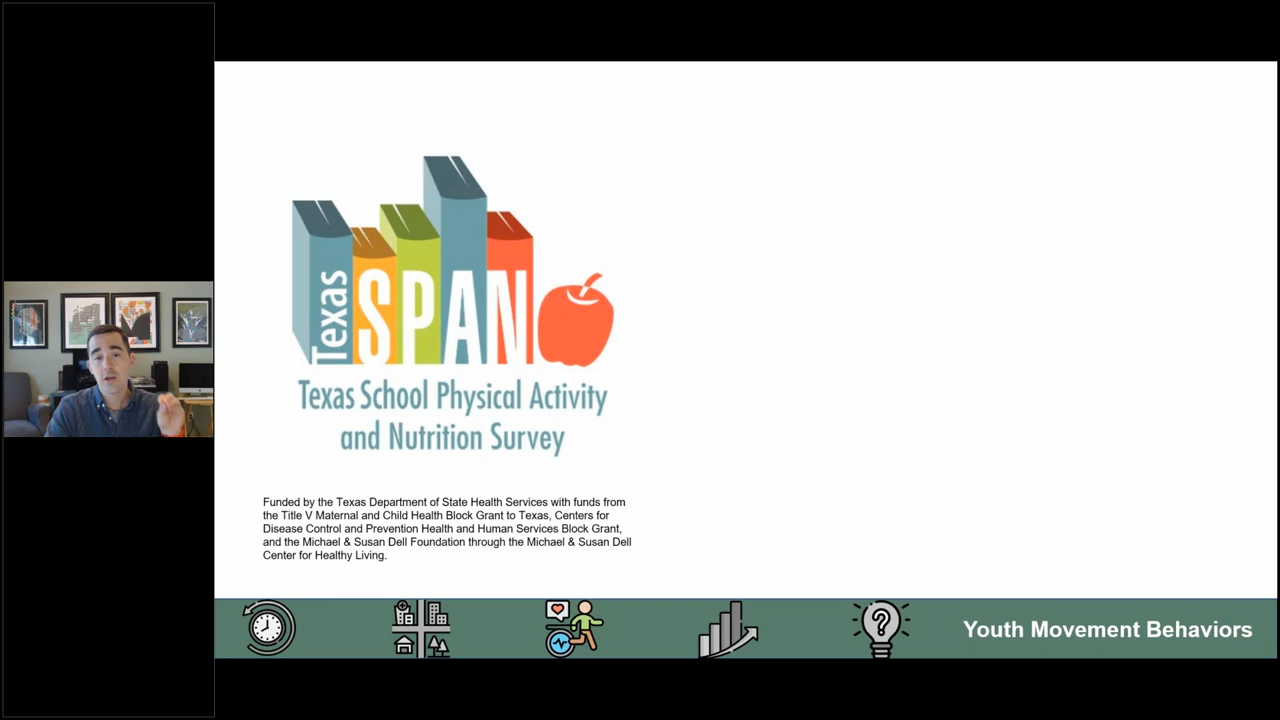 Texas
SPAN
Texas School Physical Activity
and Nutrition Survey
Funded by the Texas Department of State Health Services with funds from
the Title V Maternal and Child Health Block Grant to Texas, Centers for
Disease Control and Prevention Health and Human Services Block Grant,
and the Michael & Susan Dell Foundation through the Michael & Susan Dell
Center for Healthy Living.
Youth Movement Behaviors